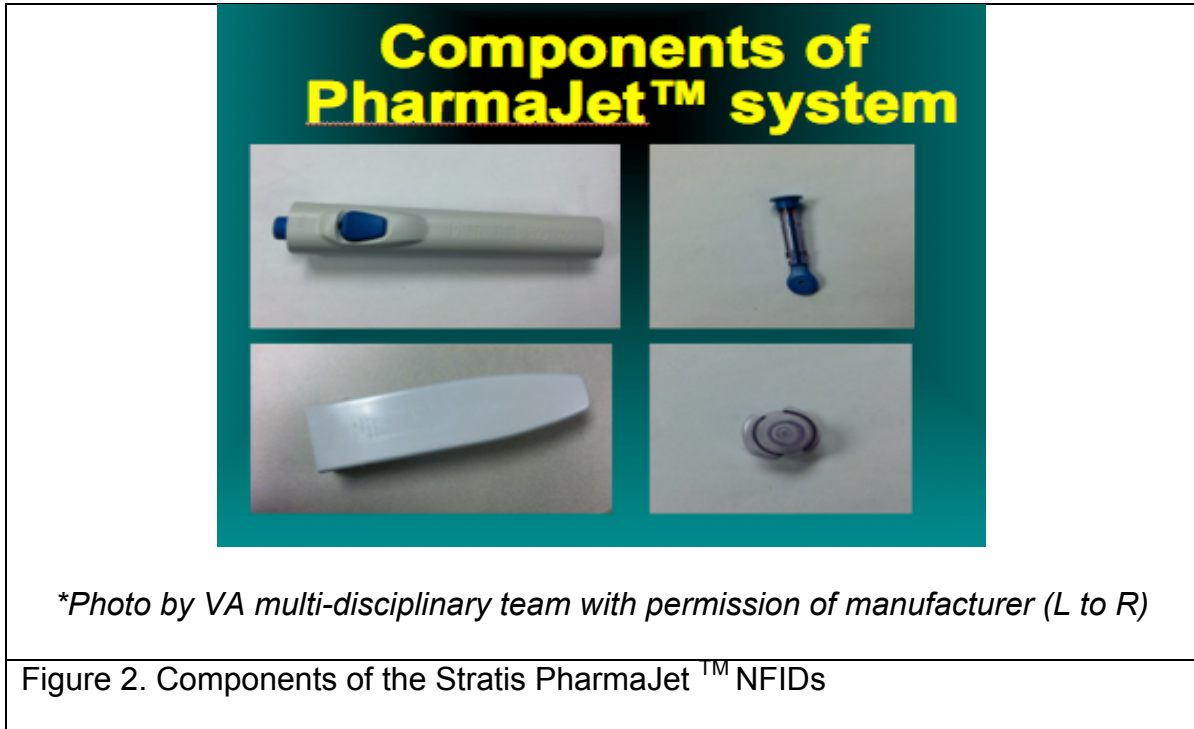 Components of
PharmaJet™ system
*Photo by VA multi-disciplinary team with permission of manufacturer (L to R)
Figure 2. Components of the Stratis PharmaJet ™ NFIDs